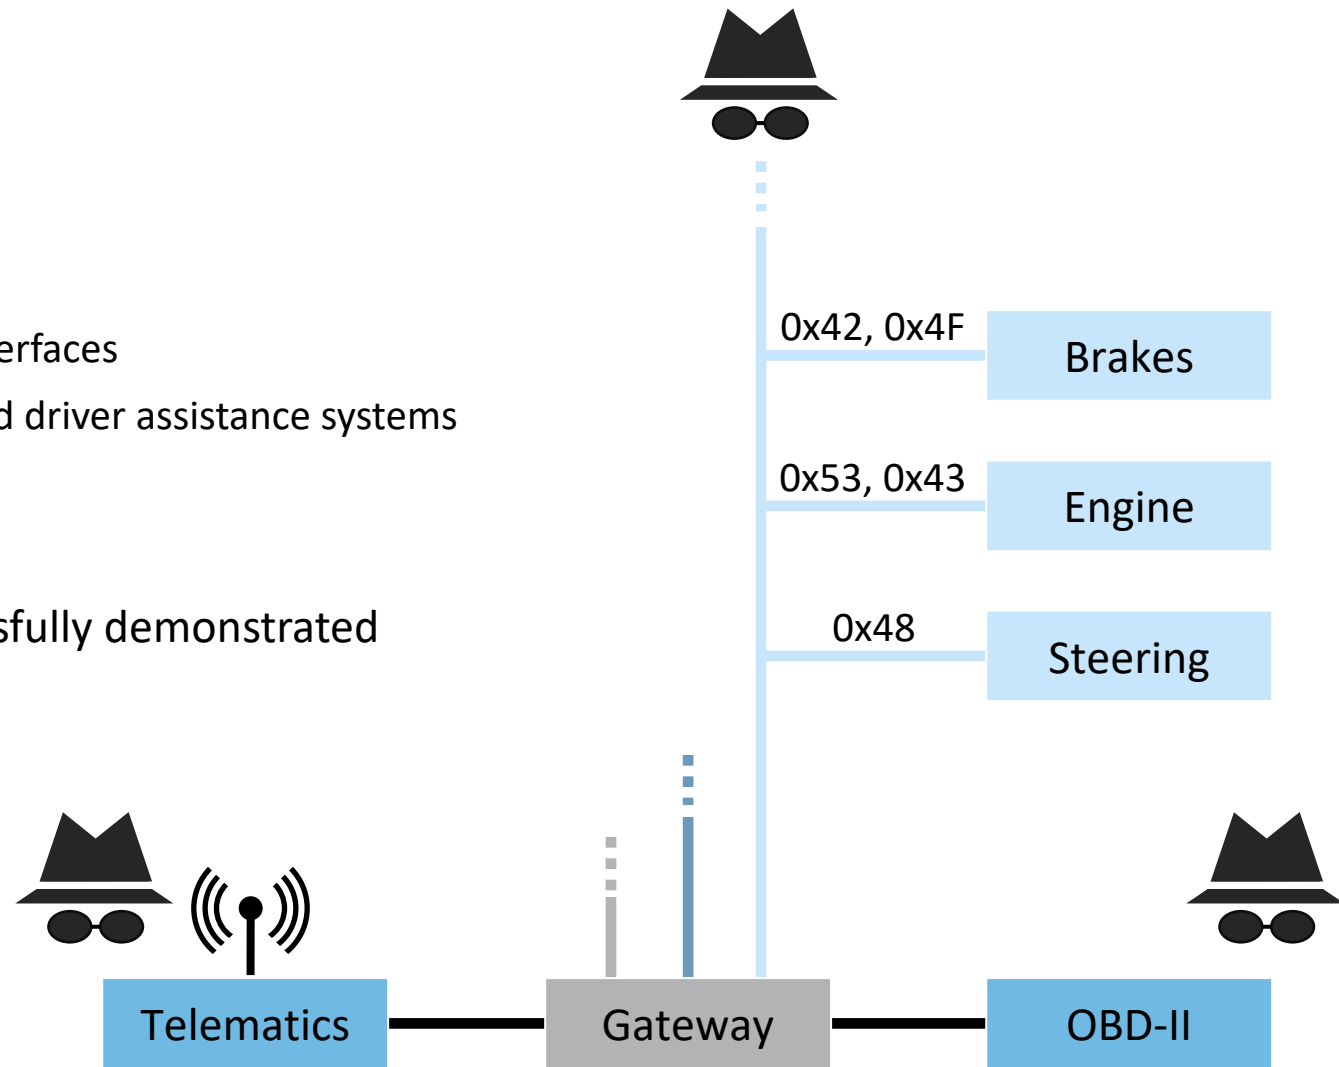 0x42, 0x4F
Brakes
erfaces
d driver assistance systems
0x53, 0x43
Engine
sfully demonstrated
0x48
Steering
Telematics
Gateway
OBD-II